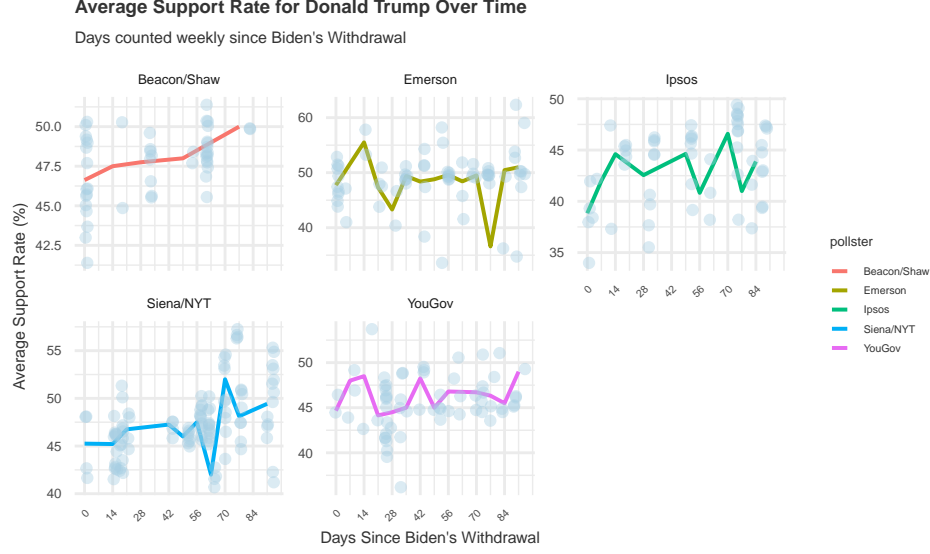 Average Support Rate for Donald Trump Over Time
Days counted weekly since Biden's Withdrawal
Beacon/Shaw
Emerson
Ipsos
50.0
47.5
45.0
42.5
60
50
40
50
45
40
35
0 14 28 42 56 70 84
Siena/NYT
YouGov
55
50
45
40
50
45
40
0 14 28 42 56 70 84
0 14 28 42 56 70 84
Average Support Rate (%)
Days Since Biden's Withdrawal
pollster
Beacon/Shaw
Emerson
Ipsos
Siena/NYT
YouGov